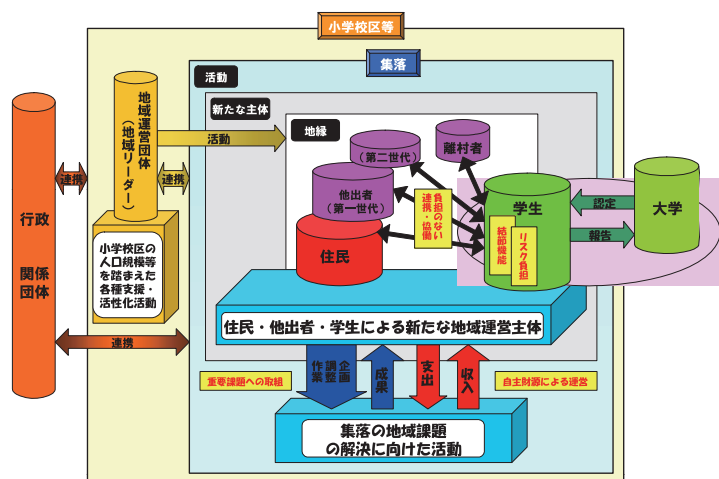 小学校区等
集落
活動
新たな主体
地縁
地域運営団体
(地域リーダー)
活動
(第二世代)
離村者
他出者
(第一世代)
住民
負担のない
連携・協働
学生
結節機能
リスク負担
認定
報告
大学
行政
関係
団体
連携
連携
連携
小学校区の
人口規模等
を踏まえた
各種支援・
活性化活動
住民・他出者・学生による新たな地域運営主体
重要課題への取組
企画
調整
作業
成果
支出
収入
自主財源による運営
集落の地域課題
の解決に向けた活動